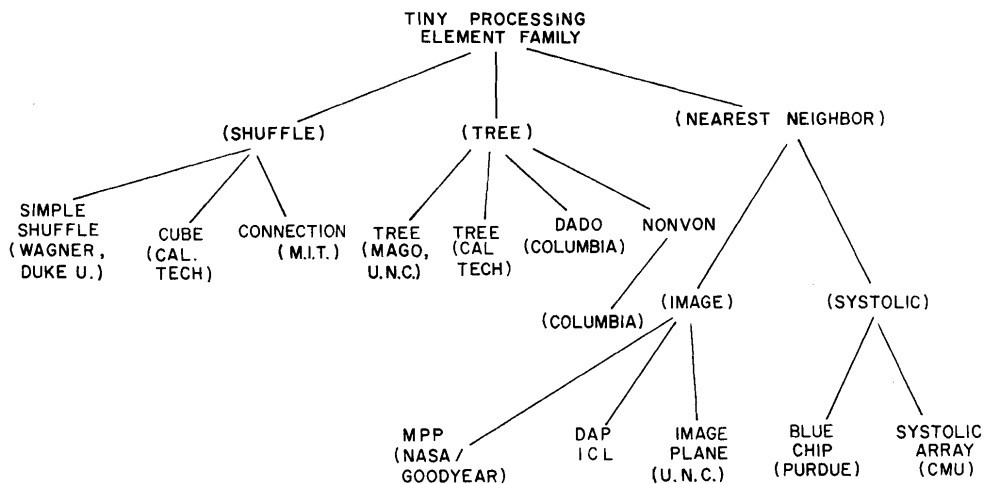 TINY PROCESSING
ELEMENT FAMILY
(SHUFFLE)
(TREE)
(NEAREST NEIGHBOR)
SIMPLE
SHUFFLE
(WAGNER,
DUKE U.)
CUBE
(CAL.
TECH)
CONNECTION
(M.I.T.)
TREE
(MAGO,
U.N.C.)
TREE
(CAL
TECH)
DADO
(COLUMBIA)
NONVON
(COLUMBIA)
(IMAGE)
(SYSTOLIC)
MPP
(NASA/
GOODYEAR)
DAP
ICL
IMAGE
PLANE
(U.N.C.)
BLUE
CHIP
(PURDUE)
SYSTOLIC
ARRAY
(CMU)